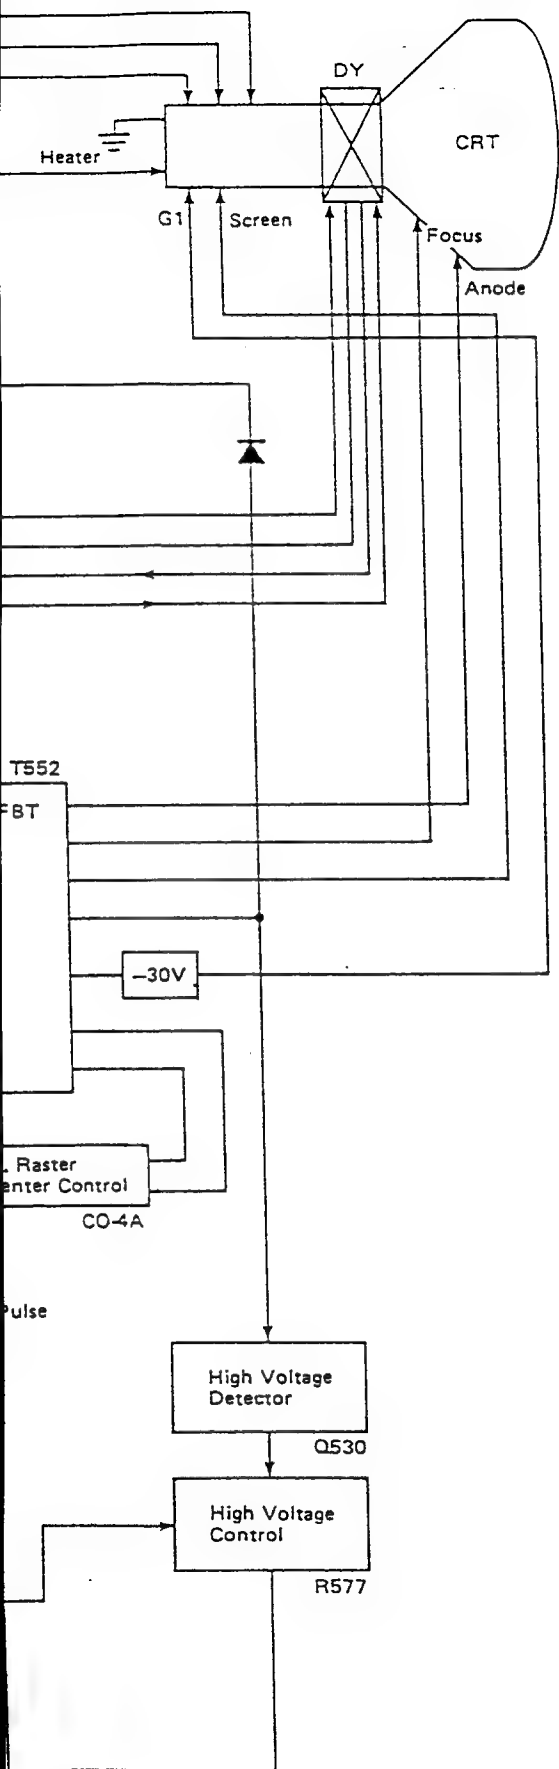 DY
CRT
Heater
G1
Screen
Focus
Anode
T552
FBT
−30V
. Raster
enter Control
CO-4A
Pulse
High Voltage
Detector
Q530
High Voltage
Control
R577